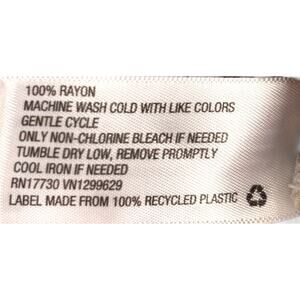 100% RAYON
MACHINE WASH COLD WITH LIKE COLORS
GENTLE CYCLE
ONLY NON-CHLORINE BLEACH IF NEEDED
TUMBLE DRY LOW, REMOVE PROMPTLY
COOL IRON IF NEEDED
RN17730 VN1299629
LABEL MADE FROM 100% RECYCLED PLASTIC